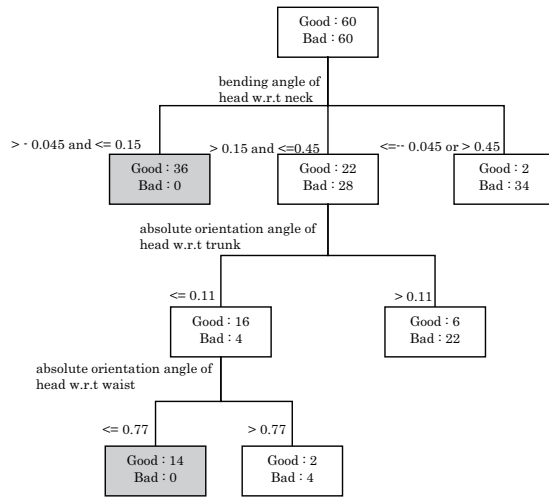 Good : 60
Bad : 60
bending angle of
head w.r.t neck
> - 0.045 and <= 0.15
> 0.15 and <=0.45
<=-- 0.045 or > 0.45
Good : 36
Bad : 0
Good : 22
Bad : 28
Good : 2
Bad : 34
absolute orientation angle of
head w.r.t trunk
<= 0.11
> 0.11
Good : 16
Bad : 4
Good : 6
Bad : 22
absolute orientation angle of
head w.r.t waist
<= 0.77
> 0.77
Good : 14
Bad : 0
Good : 2
Bad : 4